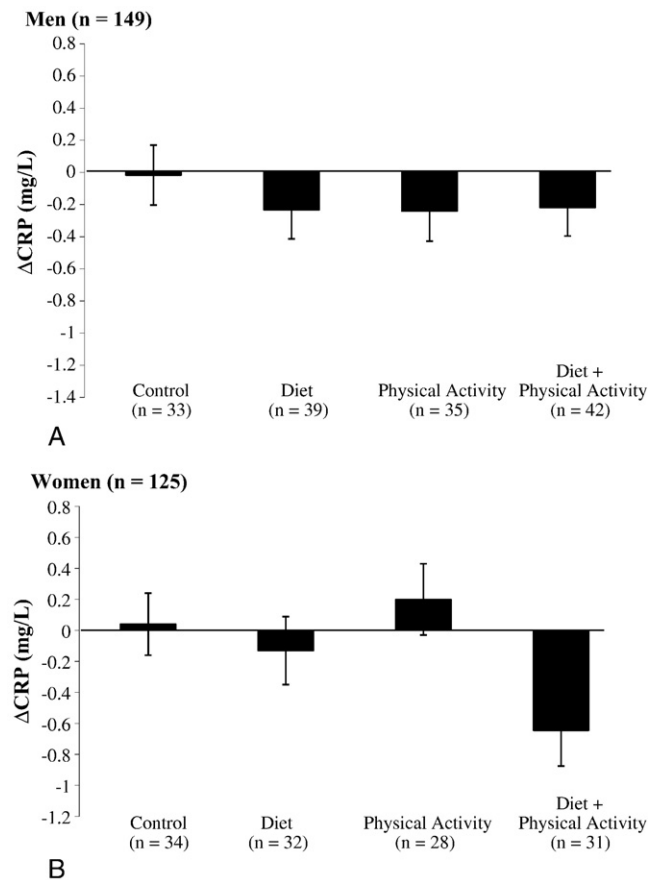 Men (n = 149)
0.8
0.6
0.4
0.2
0
-0.2
-0.4
-0.6
-0.8
-1
-1.2
-1.4
ΔCRP (mg/L)
Control
(n = 33)
Diet
(n = 39)
Physical Activity
(n = 35)
Diet +
Physical Activity
(n = 42)
A
Women (n = 125)
0.8
0.6
0.4
0.2
0
-0.2
-0.4
-0.6
-0.8
-1
-1.2
ΔCRP (mg/L)
Control
(n = 34)
Diet
(n = 32)
Physical Activity
(n = 28)
Diet +
Physical Activity
(n = 31)
B